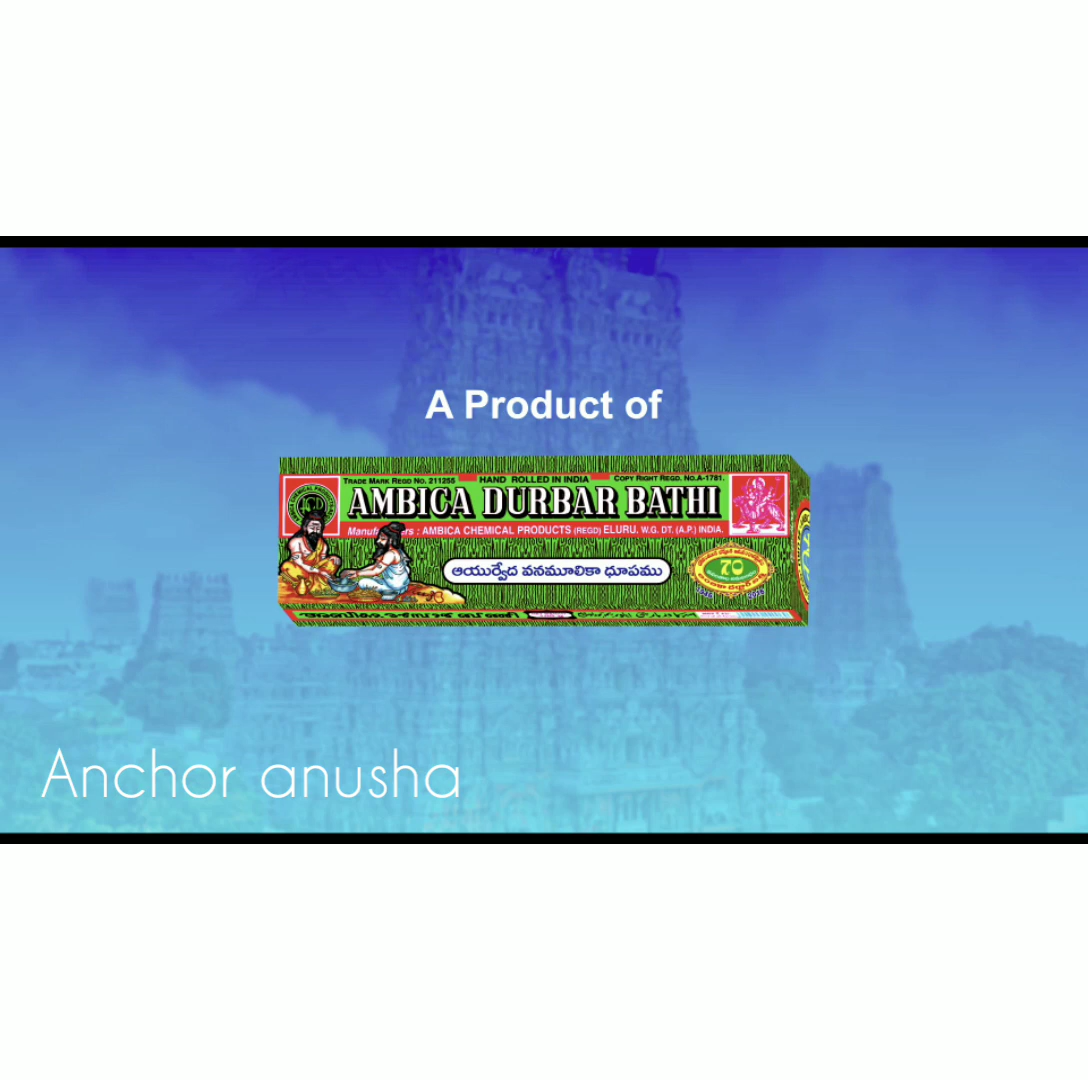 A Product of
TRADE MARK REGD NO. 211255 HAND ROLLED IN INDIA COPY RIGHT REGD. NO.A-1781.
AMBICA DURBAR BATHI
AMBICA CHEMICAL PRODUCTS (REGD) ELURU. W.G. DT. (A.P.) INDIA.
ఆయుర్వేద వనమూలికా ధూపము
70
Anchor anusha